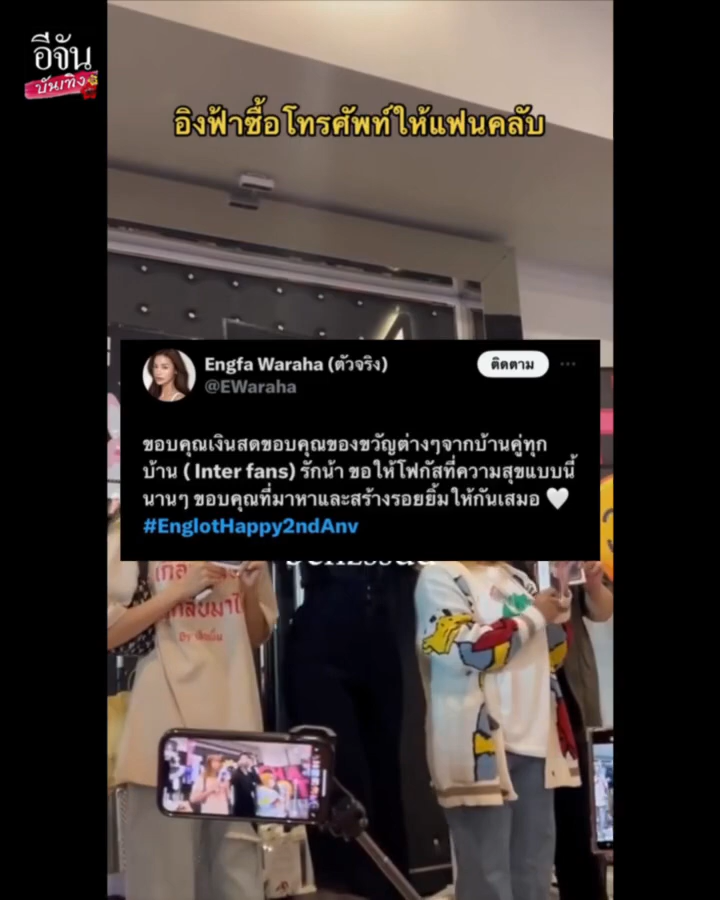 อีจัน
บันเทิง
อิงฟ้าซื้อโทรศัพท์ให้แฟนคลับ
Engfa Waraha (ตัวจริง)
ติดตาม
@EWaraha
ขอบคุณเงินสดขอบคุณของขวัญต่างๆจากบ้านคู่ทุก
บ้าน ( Inter fans) รักน้า ขอให้โฟกัสที่ความสุขแบบนี้
นานๆ ขอบคุณที่มาหาและสร้างรอยยิ้มให้กันเสมอ 🤍
#EnglotHappy2ndAnv